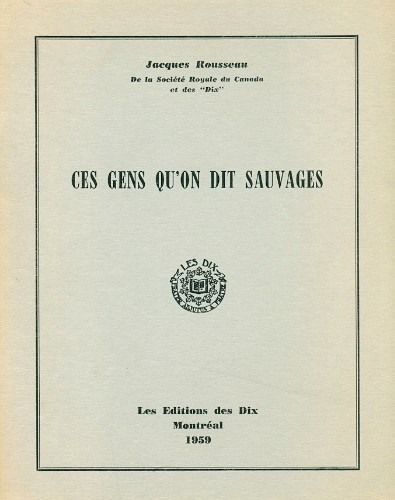 Jacques Rousseau
De la Société Royale du Canada
et des "Dix"
CES GENS QU'ON DIT SAUVAGES
LES DIX
Les Editions des Dix
Montréal
1959